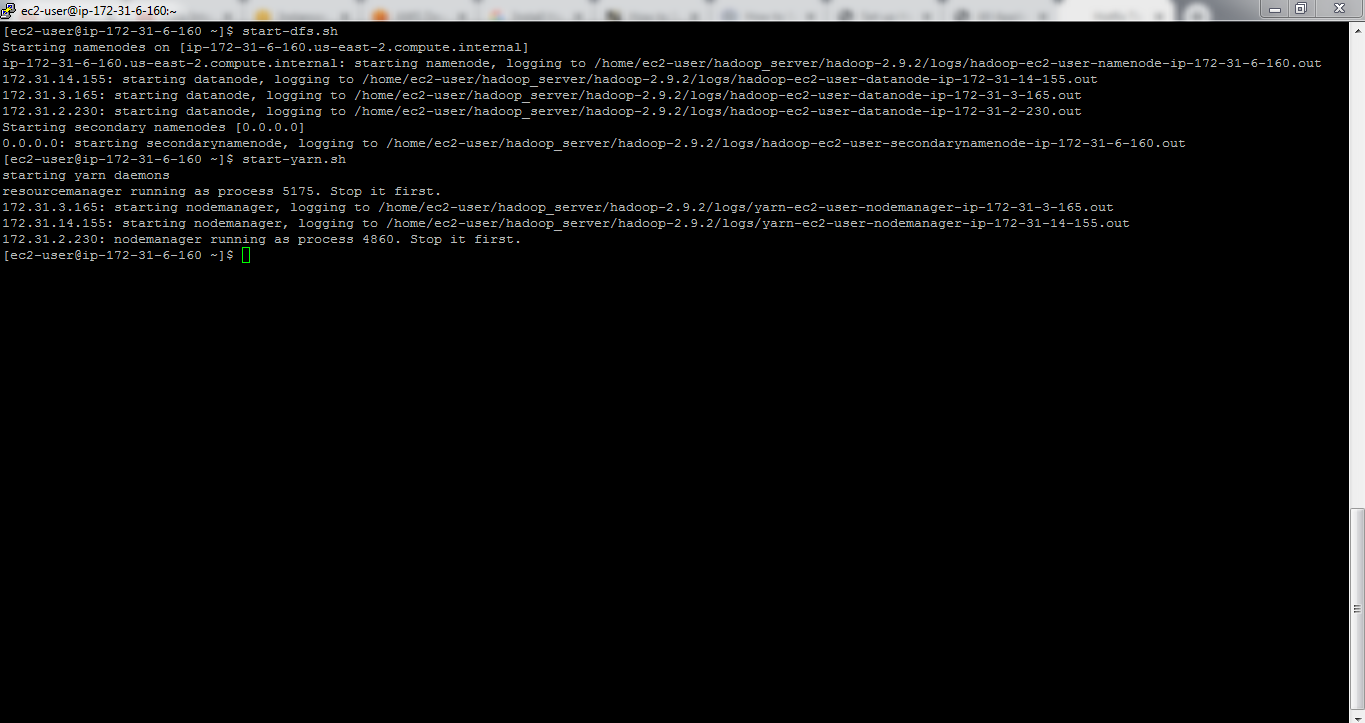 ec2-user@ip-172-31-6-160:~
[ec2-user@ip-172-31-6-160 ~]$ start-dfs.sh
Starting namenodes on [ip-172-31-6-160.us-east-2.compute.internal]
ip-172-31-6-160.us-east-2.compute.internal: starting namenode, logging to /home/ec2-user/hadoop_server/hadoop-2.9.2/logs/hadoop-ec2-user-namenode-ip-172-31-6-160.out
172.31.14.155: starting datanode, logging to /home/ec2-user/hadoop_server/hadoop-2.9.2/logs/hadoop-ec2-user-datanode-ip-172-31-14-155.out
172.31.3.165: starting datanode, logging to /home/ec2-user/hadoop_server/hadoop-2.9.2/logs/hadoop-ec2-user-datanode-ip-172-31-3-165.out
172.31.2.230: starting datanode, logging to /home/ec2-user/hadoop_server/hadoop-2.9.2/logs/hadoop-ec2-user-datanode-ip-172-31-2-230.out
Starting secondary namenodes [0.0.0.0]
0.0.0.0: starting secondarynamenode, logging to /home/ec2-user/hadoop_server/hadoop-2.9.2/logs/hadoop-ec2-user-secondarynamenode-ip-172-31-6-160.out
[ec2-user@ip-172-31-6-160 ~]$ start-yarn.sh
starting yarn daemons
resourcemanager running as process 5175. Stop it first.
172.31.3.165: starting nodemanager, logging to /home/ec2-user/hadoop_server/hadoop-2.9.2/logs/yarn-ec2-user-nodemanager-ip-172-31-3-165.out
172.31.14.155: starting nodemanager, logging to /home/ec2-user/hadoop_server/hadoop-2.9.2/logs/yarn-ec2-user-nodemanager-ip-172-31-14-155.out
172.31.2.230: nodemanager running as process 4860. Stop it first.
[ec2-user@ip-172-31-6-160 ~]$